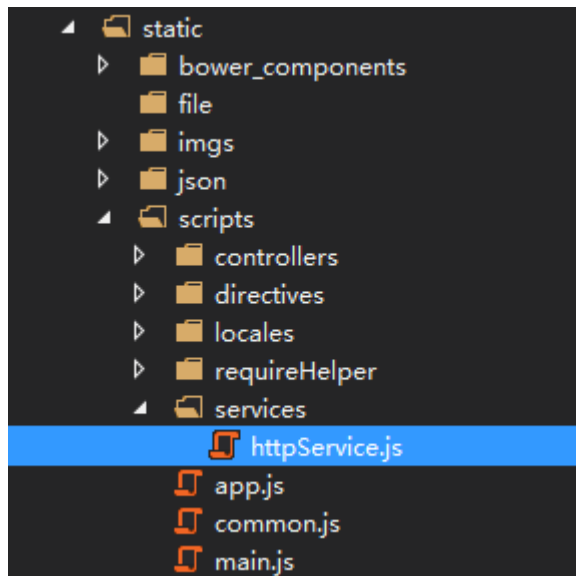 static
bower_components
file
imgs
json
scripts
controllers
directives
locales
requireHelper
services
httpService.js
app.js
common.js
main.js